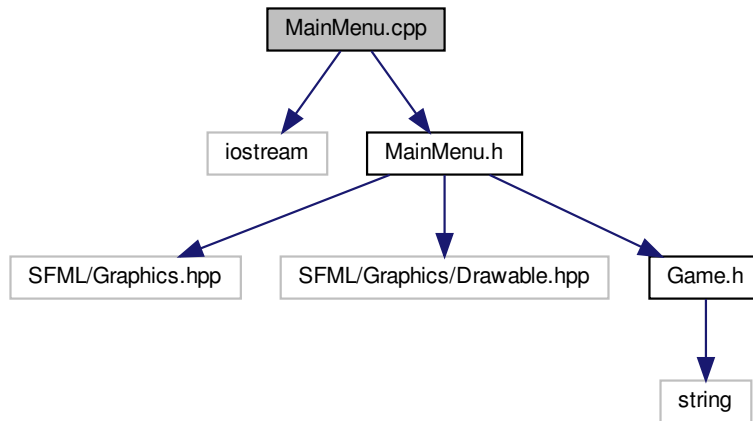 MainMenu.cpp
iostream
MainMenu.h
SFML/Graphics.hpp
SFML/Graphics/Drawable.hpp
Game.h
string